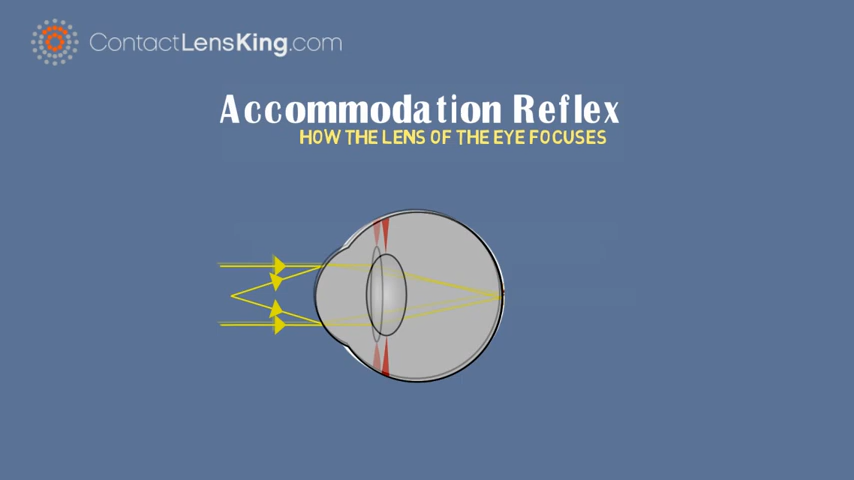 ContactLensKing.com
Accommodation Reflex
HOW THE LENS OF THE EYE FOCUSES